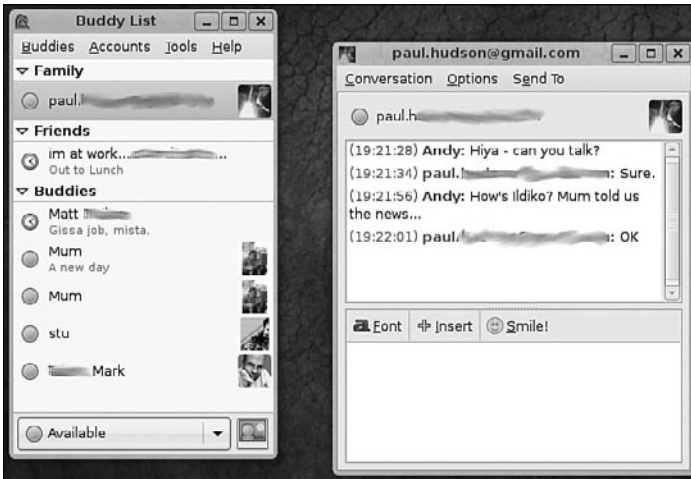 Buddy List
Buddies Accounts Tools Help
Family
paul.
Friends
im at work... ..
Out to Lunch
Buddies
Matt
Gissa job, mista.
Mum
A new day
Mum
stu
Mark
Available
paul.hudson@gmail.com
Conversation Options Send To
paul.h
(19:21:28) Andy: Hiya - can you talk?
(19:21:34) paul. : Sure.
(19:21:56) Andy: How's Ildiko? Mum told us
the news...
(19:22:01) paul. : OK
Font Insert Smile!